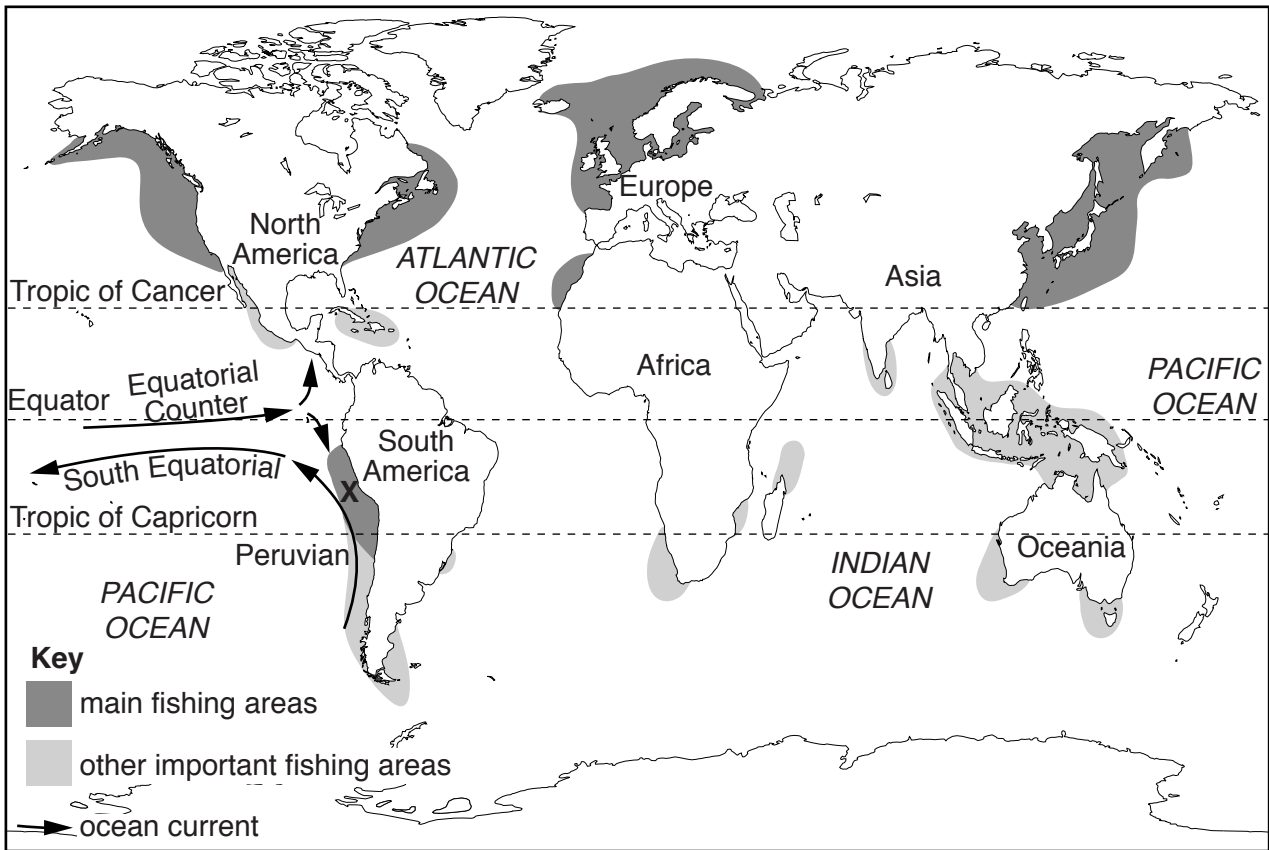 North
America
Europe
Asia
ATLANTIC
OCEAN
Tropic of Cancer
Africa
PACIFIC
OCEAN
Equatorial
Counter
Equator
South
America
South Equatorial
X
Tropic of Capricorn
Peruvian
Oceania
INDIAN
OCEAN
PACIFIC
OCEAN
Key
main fishing areas
other important fishing areas
ocean current